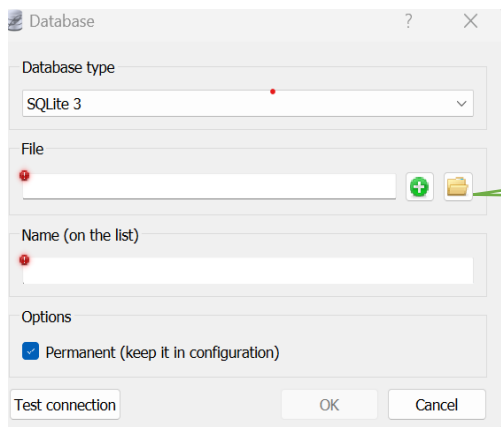 Database
Database type
SQLite 3
File
Name (on the list)
Options
Permanent (keep it in configuration)
Test connection OK Cancel